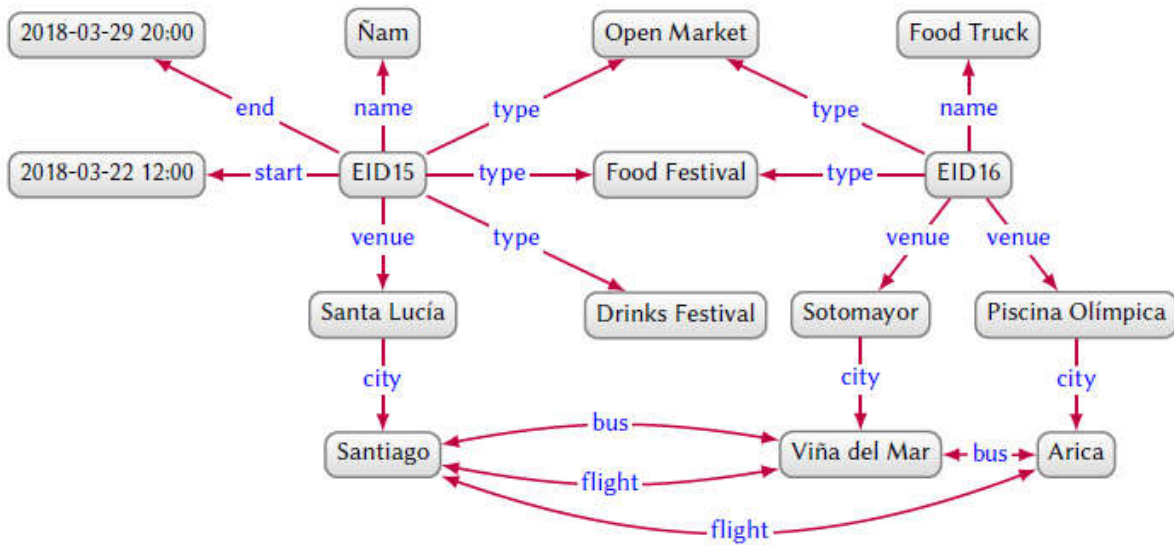 2018-03-29 20:00
Ñam
Open Market
Food Truck
end
name
type
type
name
2018-03-22 12:00
start
EID15
type
Food Festival
type
EID16
venue
type
venue
venue
Santa Lucía
Drinks Festival
Sotomayor
Piscina Olímpica
city
city
city
bus
Santiago
Viña del Mar
bus
Arica
flight
flight